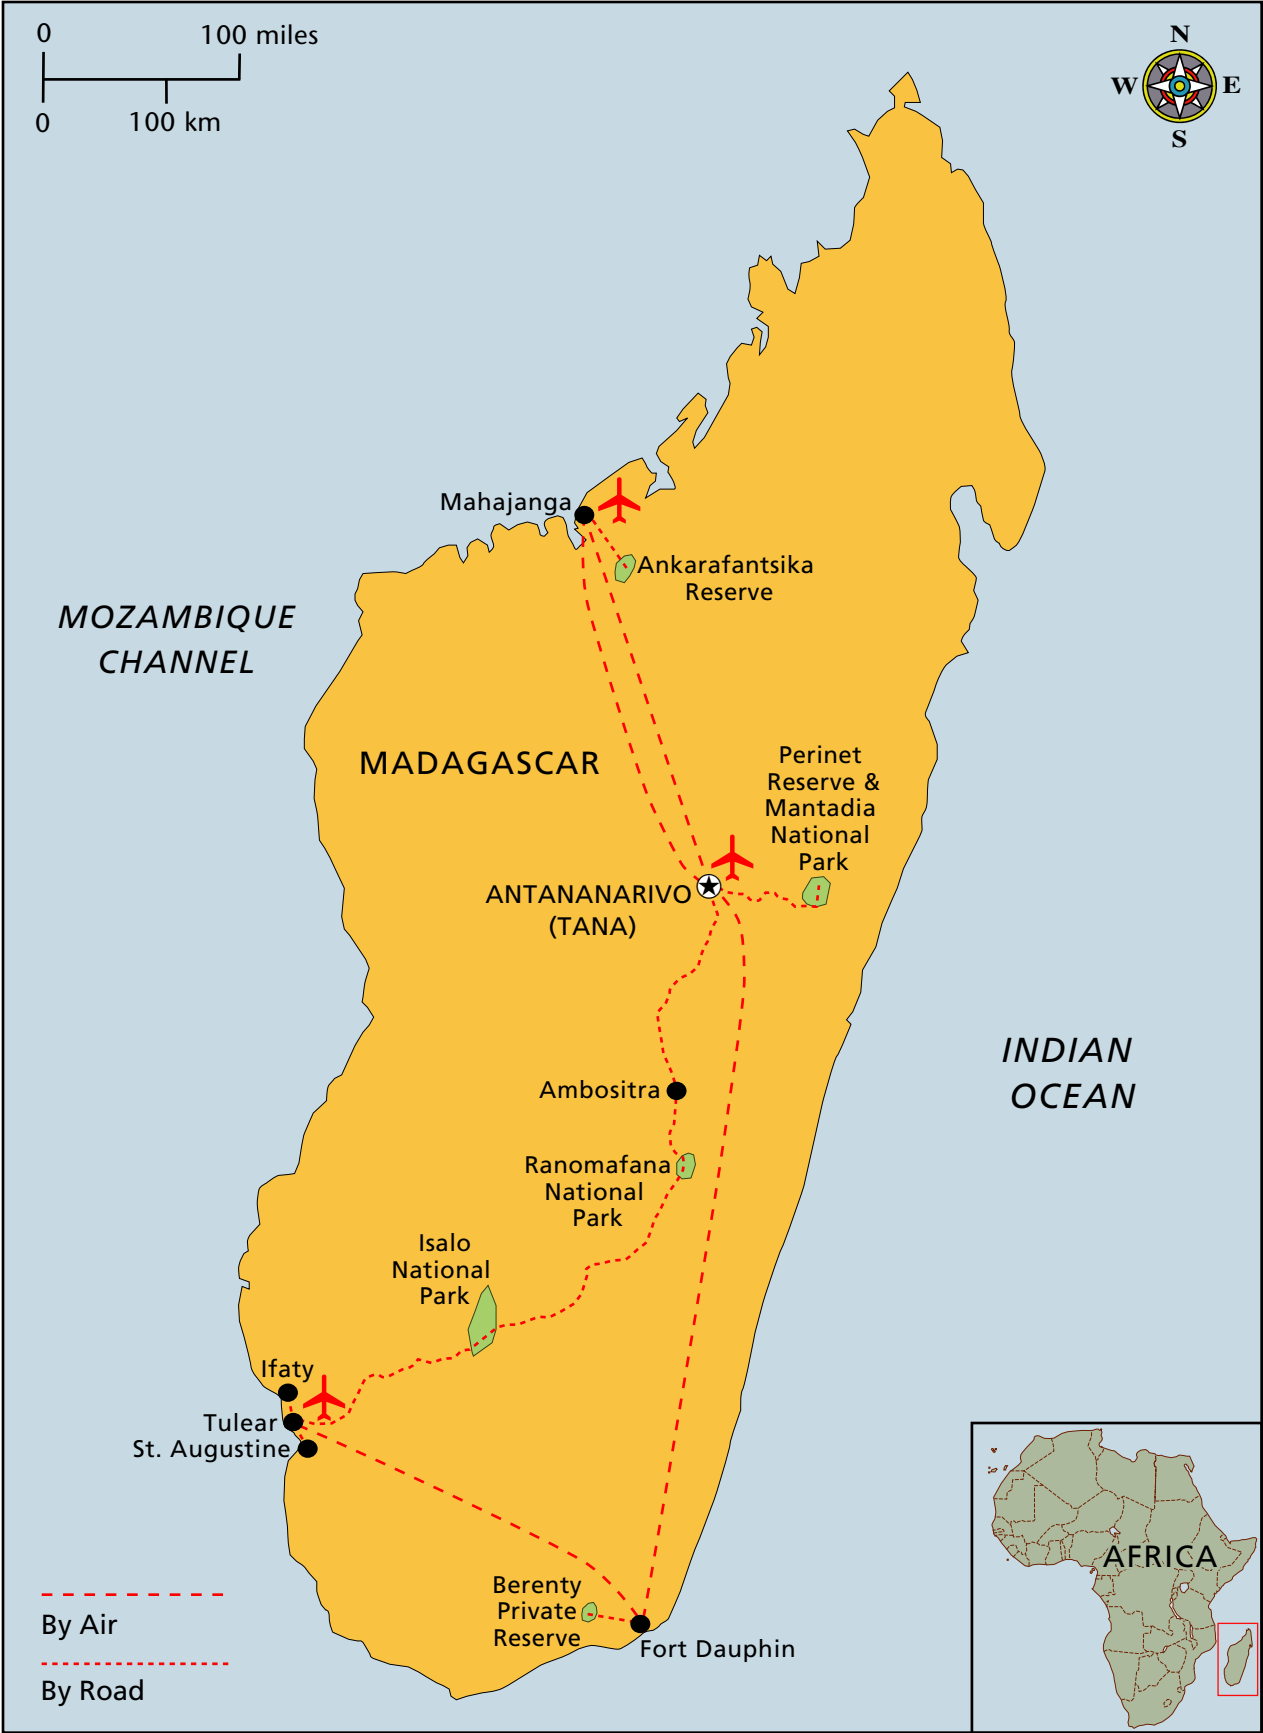 0 100 miles
0 100 km
N
W E
S
Mahajanga
Ankarafantsika
Reserve
MOZAMBIQUE
CHANNEL
MADAGASCAR
Perinet
Reserve &
Mantadia
National
Park
ANTANANARIVO
(TANA)
INDIAN
OCEAN
Ambositra
Ranomafana
National
Park
Isalo
National
Park
Ifaty
Tulear
St. Augustine
AFRICA
Berenty
Private
Reserve
Fort Dauphin
By Air
By Road